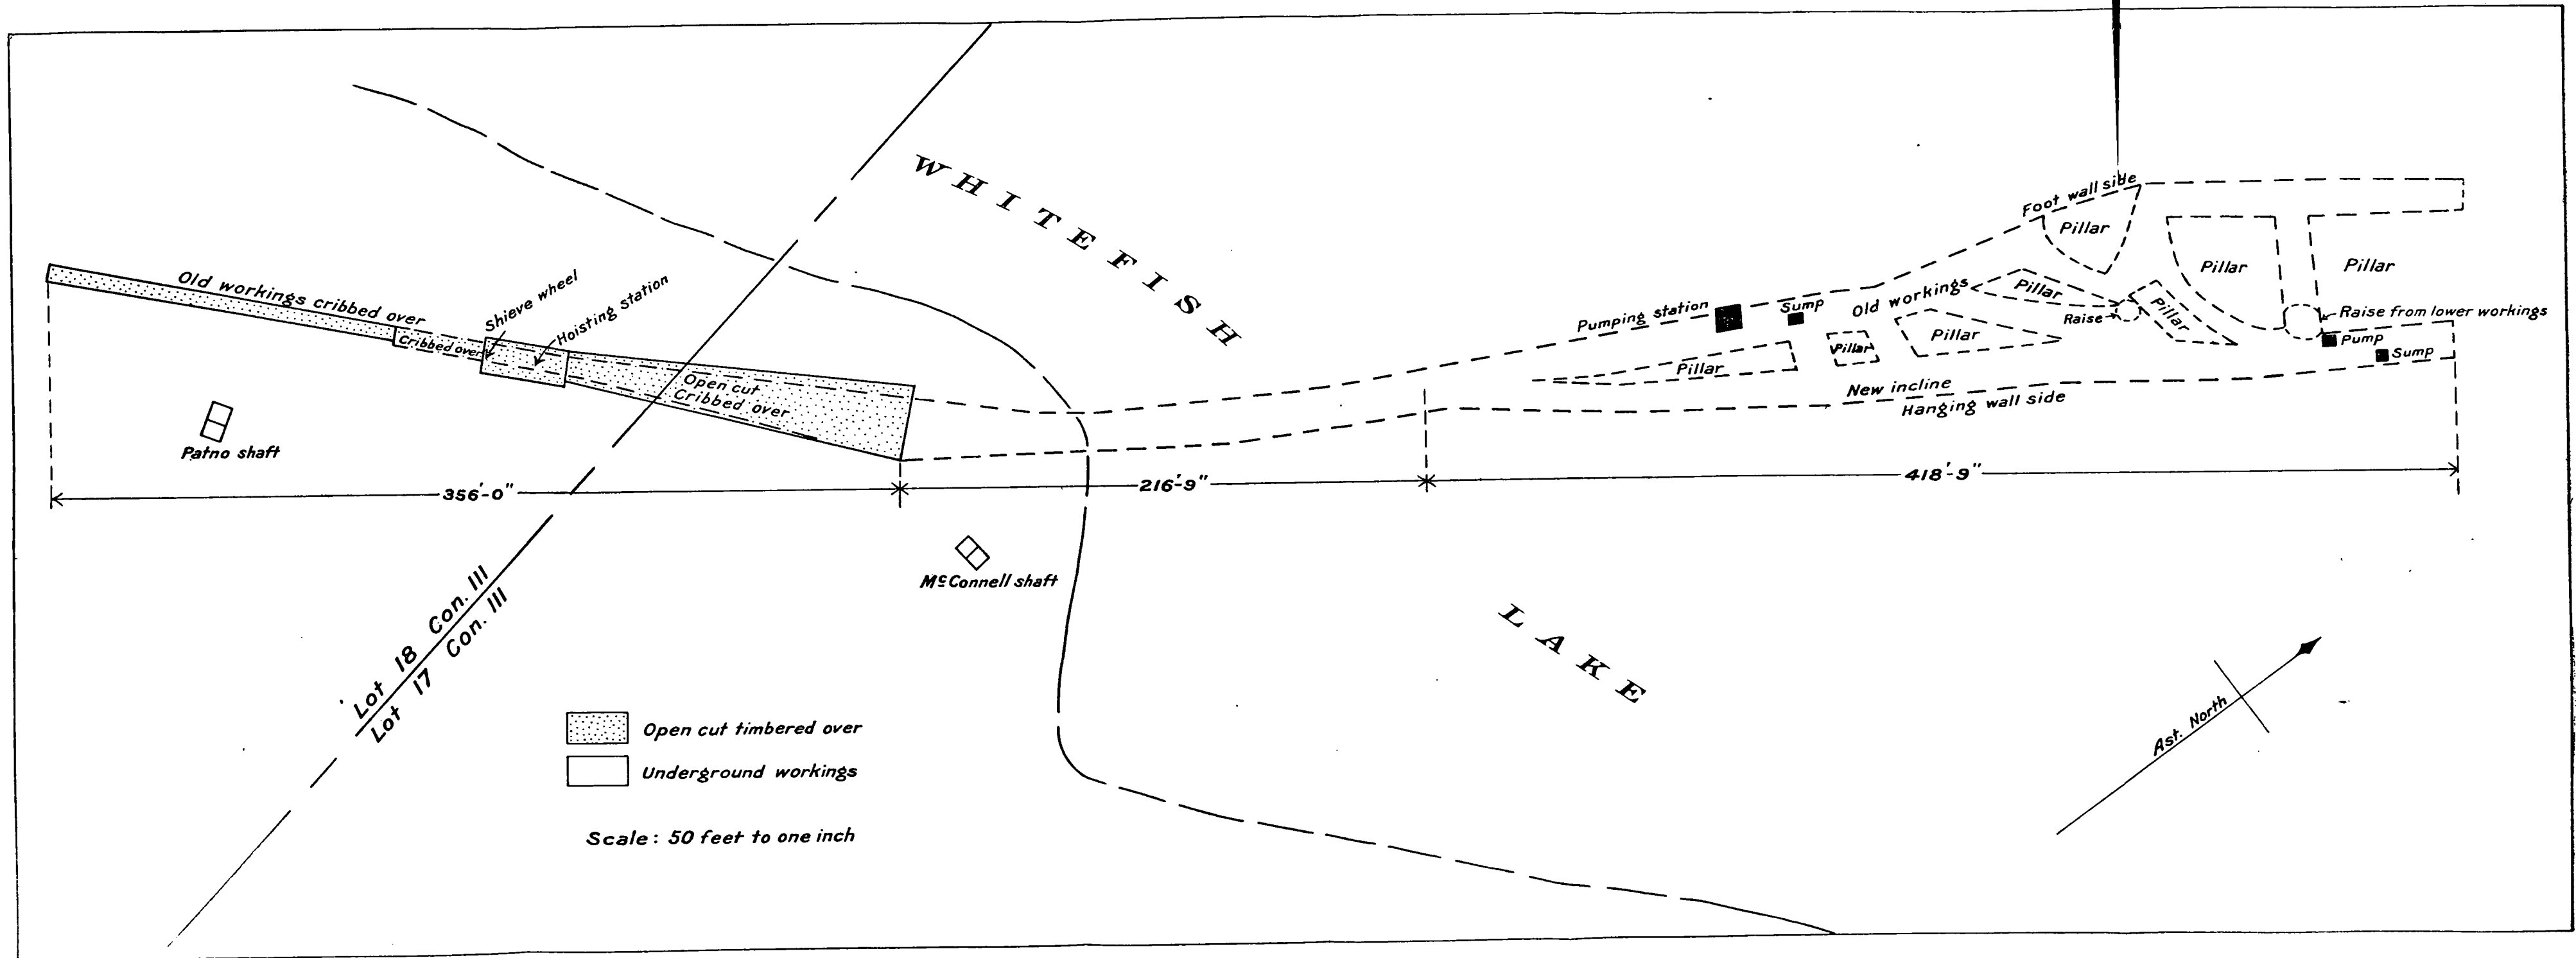 WHITEFISH
Foot wall side
Pillar
Pillar
Pillar
Old workings cribbed over
Shieve wheel
Hoisting station
Cribbed over
Open cut
Cribbed over
Pumping station
Sump
Old workings
Pillar
Raise
Pillar
Raise from lower workings
Pump
Sump
Pillar
Pillar
Pillar
New incline
Hanging wall side
Patno shaft
356'-0"
216'-9"
418'-9"
McConnell shaft
Lot 18 Con. III
Lot 17 Con. III
LAKE
Open cut timbered over
Underground workings
Scale: 50 feet to one inch
Ast. North